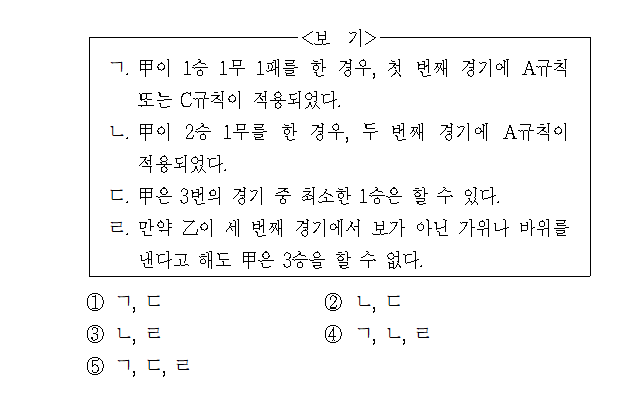 <보 기>
ㄱ. 甲이 1승 1무 1패를 한 경우, 첫 번째 경기에 A규칙
또는 C규칙이 적용되었다.
ㄴ. 甲이 2승 1무를 한 경우, 두 번째 경기에 A규칙이
적용되었다.
ㄷ. 甲은 3번의 경기 중 최소한 1승은 할 수 있다.
ㄹ. 만약 乙이 세 번째 경기에서 보가 아닌 가위나 바위를
낸다고 해도 甲은 3승을 할 수 없다.
① ㄱ, ㄷ ② ㄴ, ㄷ
③ ㄴ, ㄹ ④ ㄱ, ㄴ, ㄹ
⑤ ㄱ, ㄷ, ㄹ